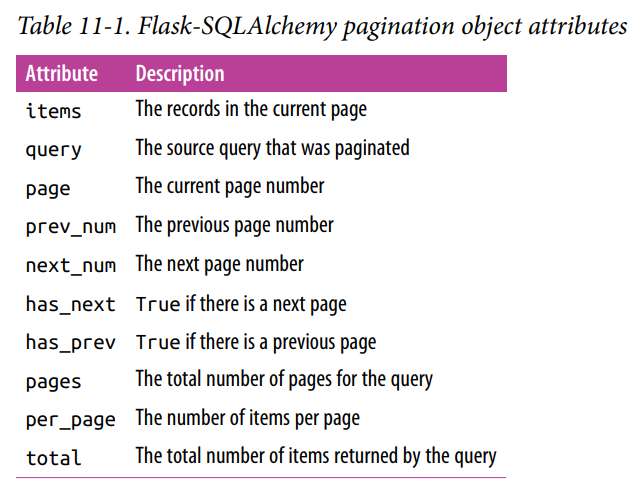 Table 11-1. Flask-SQLAlchemy pagination object attributes
Attribute Description
items The records in the current page
query The source query that was paginated
page The current page number
prev_num The previous page number
next_num The next page number
has_next True if there is a next page
has_prev True if there is a previous page
pages The total number of pages for the query
per_page The number of items per page
total The total number of items returned by the query